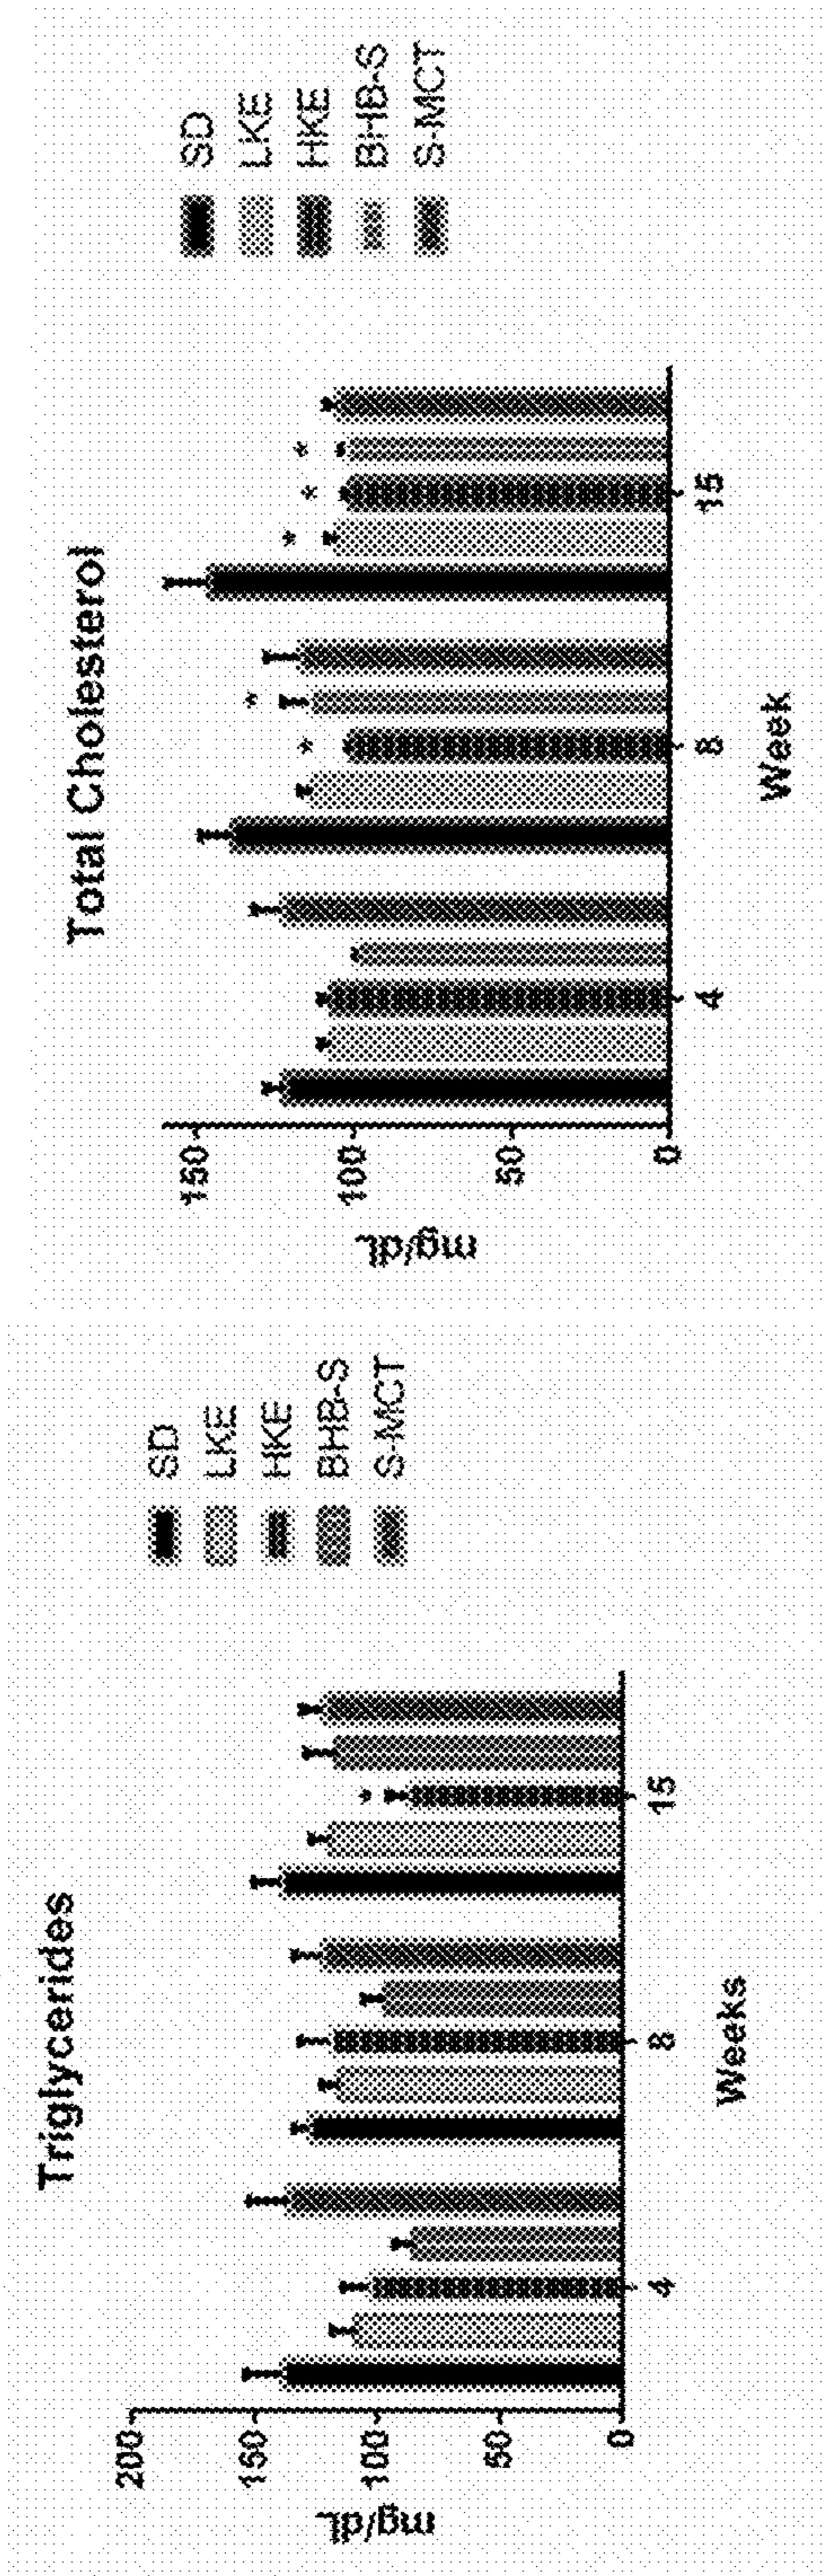 Triglycerides
mg/dL
200
150
100
50
0
4
8
15
Weeks
SD
LKE
HKE
BHB-S
S-MCT
*
Total Cholesterol
mg/dL
150
100
50
0
4
8
15
Week
SD
LKE
HKE
BHB-S
S-MCT
* *
* * *